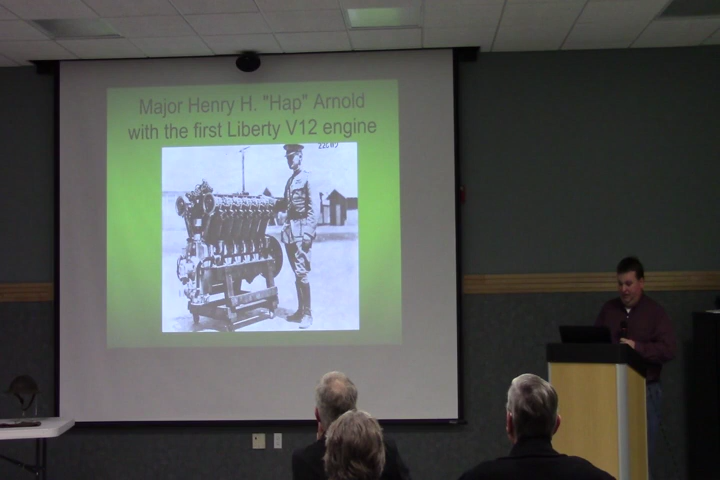 Major Henry H. "Hap" Arnold
with the first Liberty V12 engine